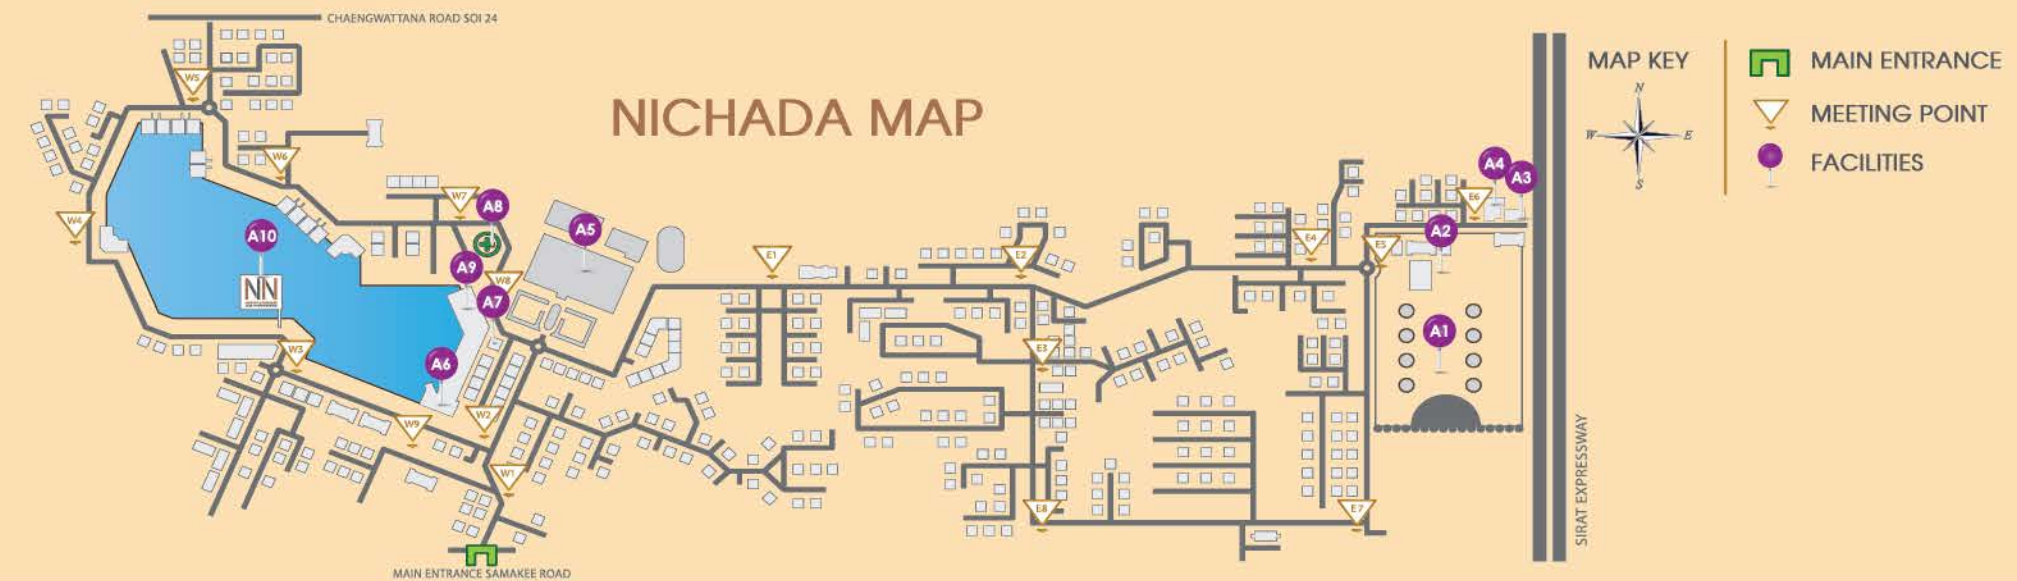 CHAENGWATTANA ROAD SOI 24
NICHADA MAP
MAP KEY
N
W
E
S
MAIN ENTRANCE
MEETING POINT
FACILITIES
W5
W6
W4
W7
A8
A10
A5
A9
W8
A7
NN
W3
A6
W2
W9
W1
E1
E2
E3
E4
E5
E6
A4
A3
A2
A1
E8
E7
SIRAT EXPRESSWAY
MAIN ENTRANCE SAMAKEE ROAD